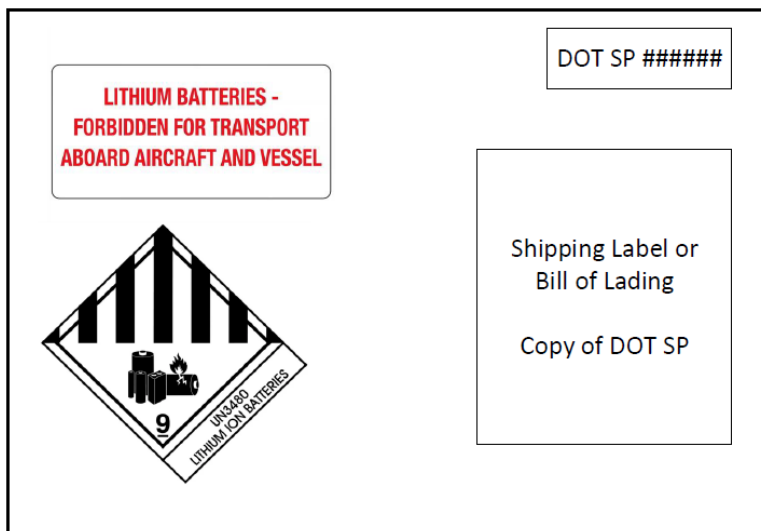 DOT SP ######
LITHIUM BATTERIES -
FORBIDDEN FOR TRANSPORT
ABOARD AIRCRAFT AND VESSEL
Shipping Label or
Bill of Lading
Copy of DOT SP
9
UN3480
LITHIUM ION BATTERIES